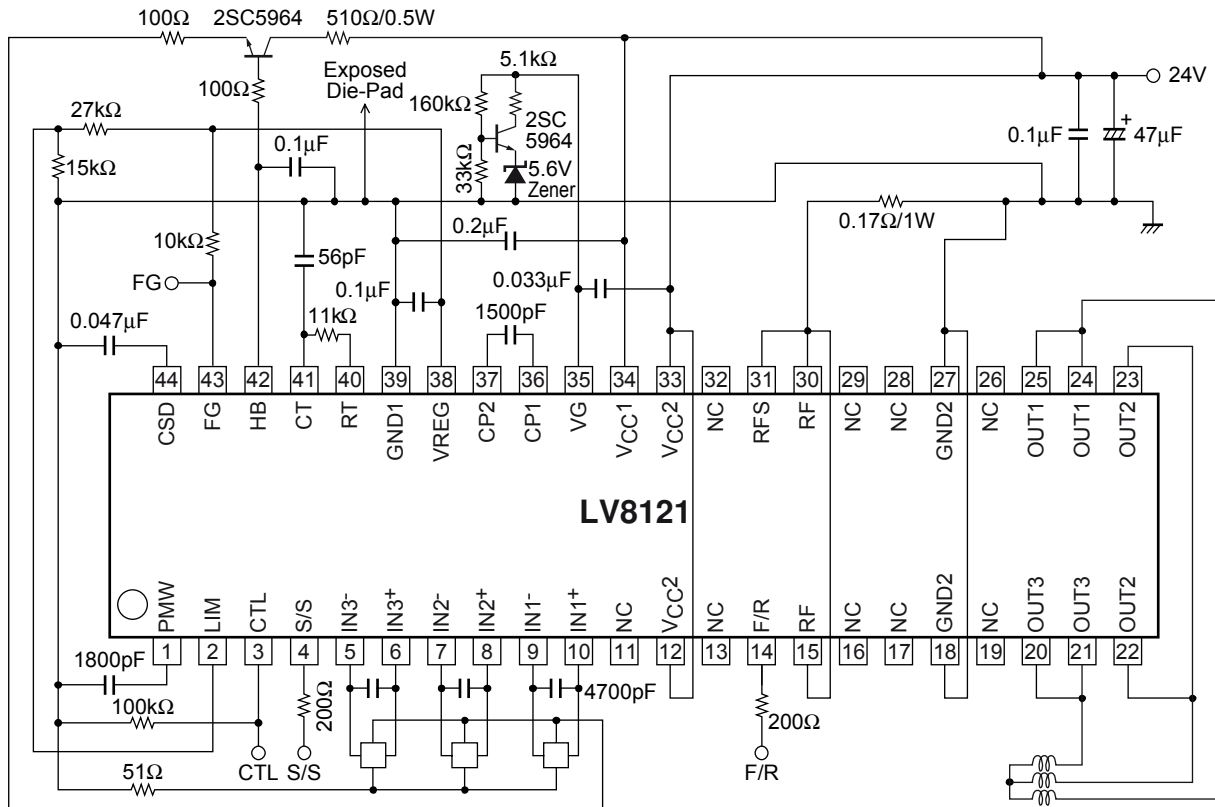 100Ω 2SC5964 510Ω/0.5W
5.1kΩ
Exposed
Die-Pad
24V
100Ω
160kΩ
27kΩ
2SC
5964
0.1µF
0.1µF
+
47µF
15kΩ
33kΩ
5.6V
Zener
0.17Ω/1W
10kΩ
0.2µF
56pF
FG
0.033µF
0.1µF
1500pF
11kΩ
0.047µF
44 43 42 41 40 39 38 37 36 35 34 33 32 31 30 29 28 27 26 25 24 23
CSD FG HB CT RT GND1 VREG CP2 CP1 VG VCC1 VCC2 NC RFS RF NC NC GND2 NC OUT1 OUT1 OUT2
LV8121
PMW LIM CTL S/S IN3- IN3+ IN2- IN2+ IN1- IN1+ NC VCC2 NC F/R RF NC NC GND2 NC OUT3 OUT3 OUT2
1 2 3 4 5 6 7 8 9 10 11 12 13 14 15 16 17 18 19 20 21 22
1800pF
4700pF
100kΩ
200Ω
200Ω
51Ω
CTL S/S
F/R